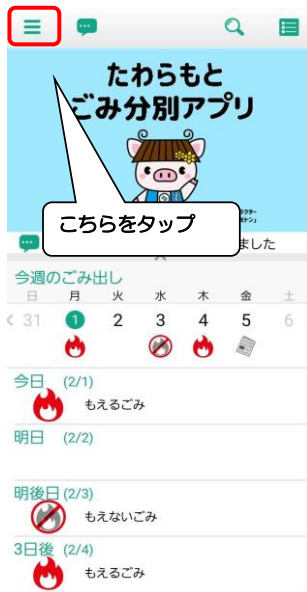 たわらもと
ごみ分別アプリ
こちらをタップ
ました
今週のごみ出し
日 月 火 水 木 金 土
< 31 1 2 3 4 5 6
今日 (2/1)
もえるごみ
明日 (2/2)
明後日 (2/3)
もえないごみ
3日後 (2/4)
もえるごみ